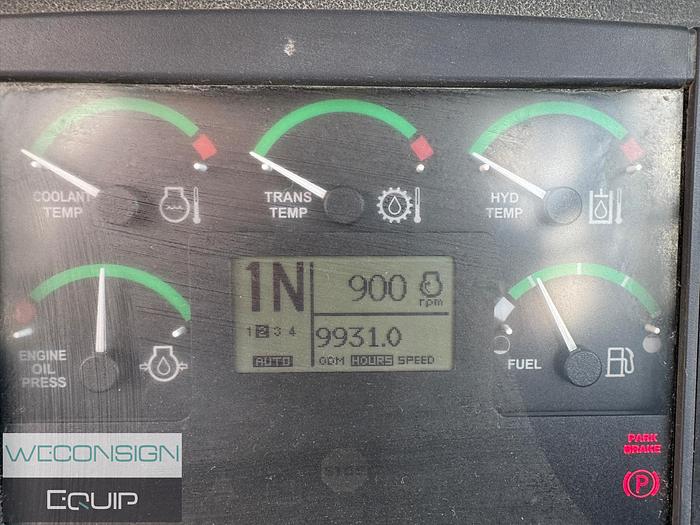 COOLANT
TEMP
TRANS
TEMP
HYD
TEMP
1N
900
rpm
1 2 3 4
AUTO
9931.0
ODM HOURS SPEED
ENGINE
OIL
PRESS
FUEL
PARK
BRAKE
P
WECONSIGN
EQUIP